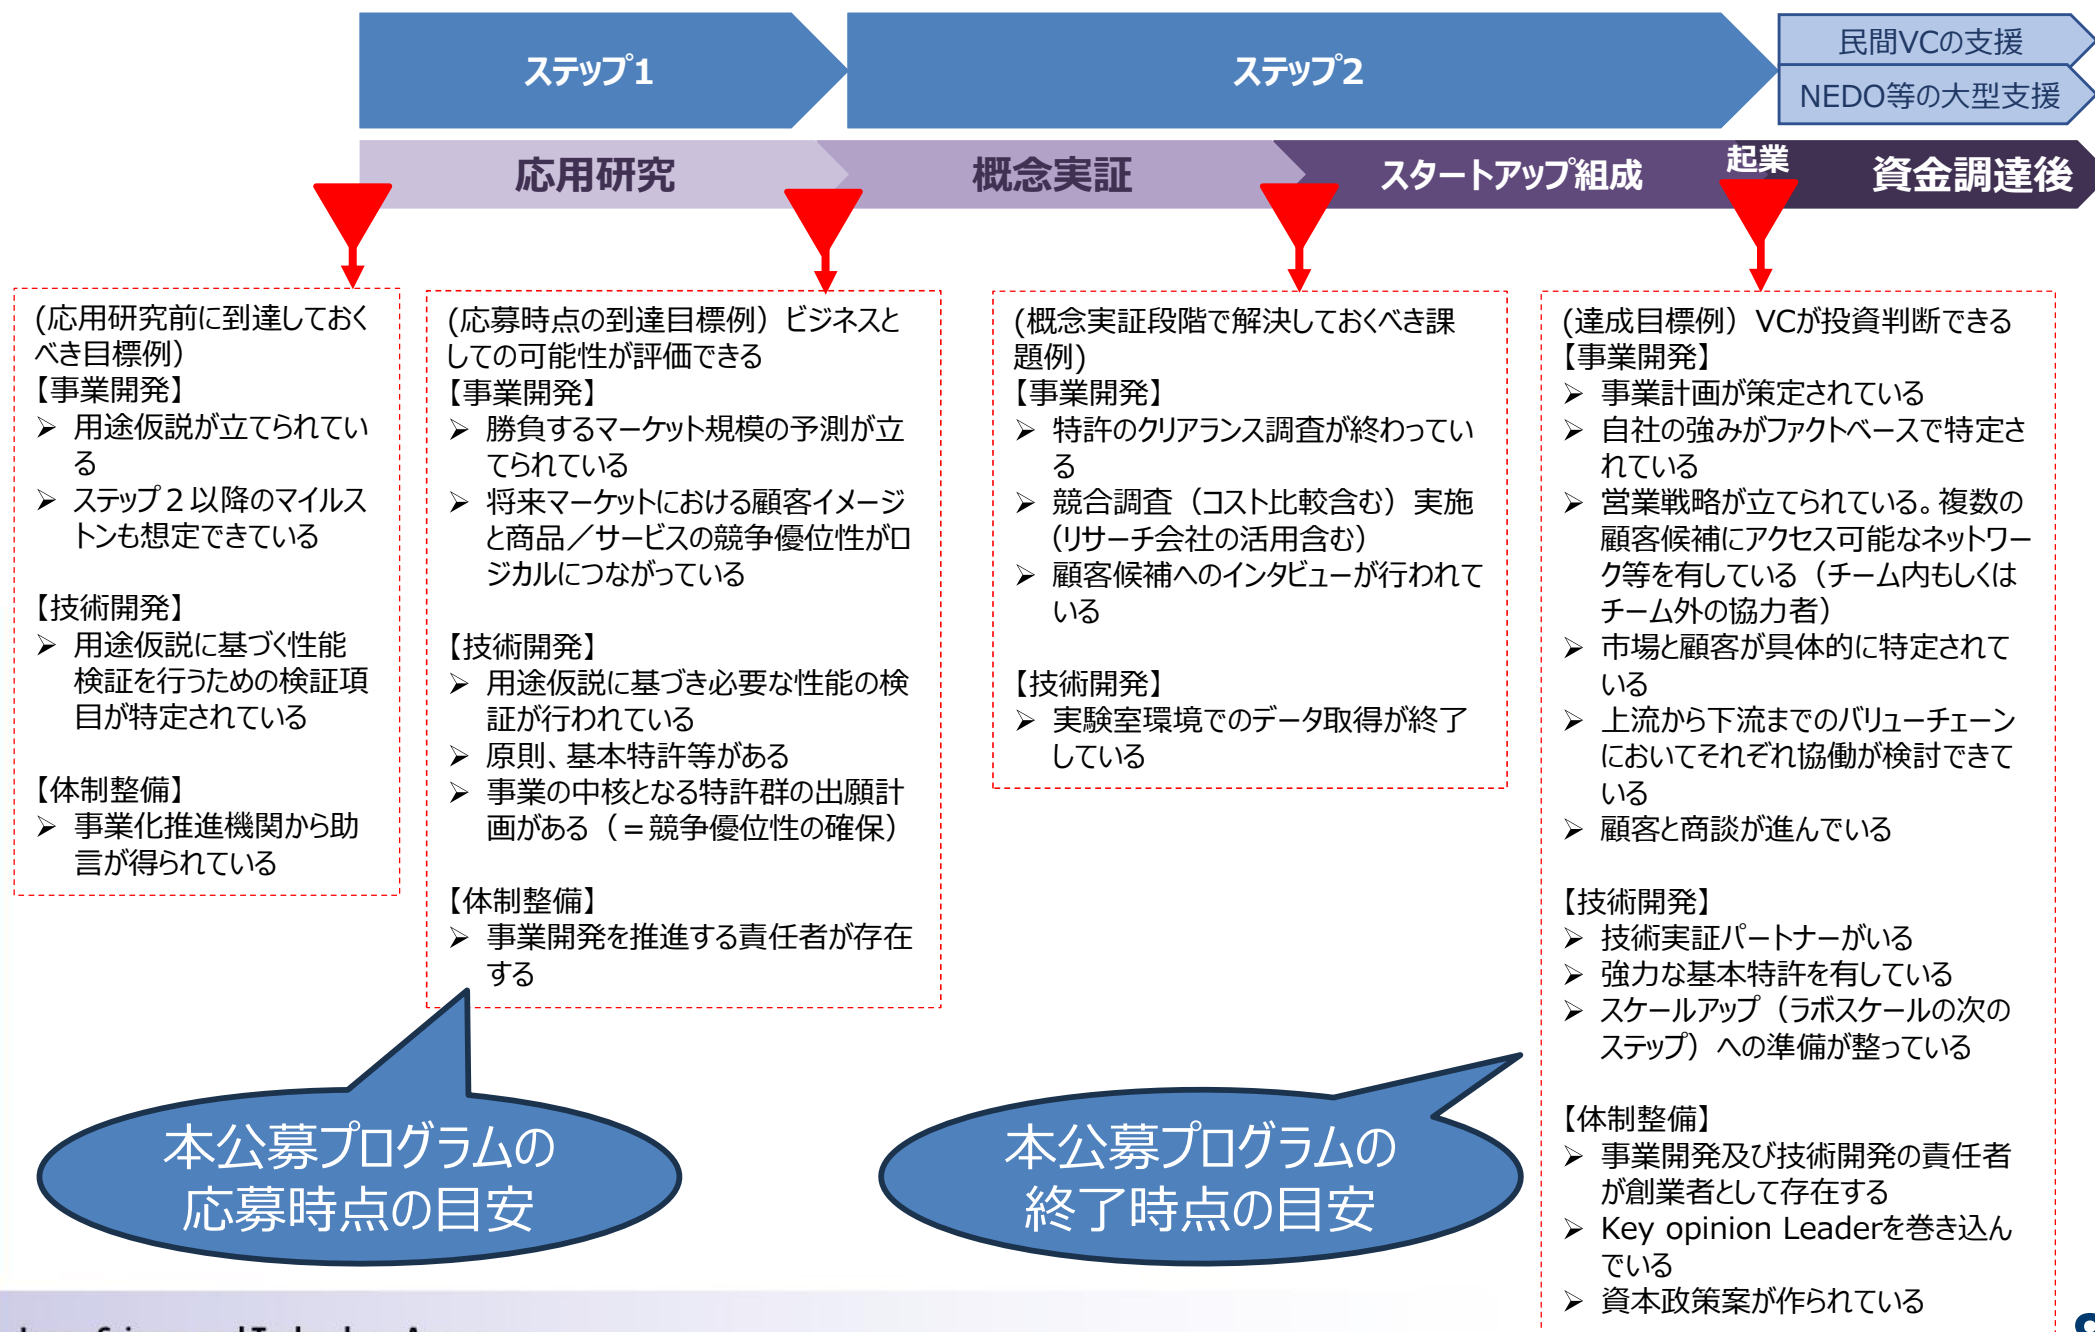 ステップ1
ステップ2
民間VCの支援
NEDO等の大型支援
応用研究
概念実証
スタートアップ組成
起業
資金調達後
(応用研究前に到達しておく
べき目標例）
【事業開発】
➢ 用途仮説が立てられてい
る
➢ ステップ２以降のマイルス
トンも想定できている
【技術開発】
➢ 用途仮説に基づく性能
検証を行うための検証項
目が特定されている
【体制整備】
➢ 事業化推進機関から助
言が得られている
(応募時点の到達目標例）ビジネスと
しての可能性が評価できる
【事業開発】
➢ 勝負するマーケット規模の予測が立
てられている
➢ 将来マーケットにおける顧客イメージ
と商品／サービスの競争優位性がロ
ジカルにつながっている
【技術開発】
➢ 用途仮説に基づき必要な性能の検
証が行われている
➢ 原則、基本特許等がある
➢ 事業の中核となる特許群の出願計
画がある（＝競争優位性の確保）
【体制整備】
➢ 事業開発を推進する責任者が存在
する
(概念実証段階で解決しておくべき課
題例)
【事業開発】
➢ 特許のクリアランス調査が終わってい
る
➢ 競合調査（コスト比較含む）実施
（リサーチ会社の活用含む）
➢ 顧客候補へのインタビューが行われて
いる
【技術開発】
➢ 実験室環境でのデータ取得が終了
している
(達成目標例）VCが投資判断できる
【事業開発】
➢ 事業計画が策定されている
➢ 自社の強みがファクトベースで特定さ
れている
➢ 営業戦略が立てられている。複数の
顧客候補にアクセス可能なネットワー
ク等を有している（チーム内もしくは
チーム外の協力者）
➢ 市場と顧客が具体的に特定されて
いる
➢ 上流から下流までのバリューチェーン
においてそれぞれ協働が検討できて
いる
➢ 顧客と商談が進んでいる
【技術開発】
➢ 技術実証パートナーがいる
➢ 強力な基本特許を有している
➢ スケールアップ（ラボスケールの次の
ステップ）への準備が整っている
【体制整備】
➢ 事業開発及び技術開発の責任者
が創業者として存在する
➢ Key opinion Leaderを巻き込ん
でいる
➢ 資本政策案が作られている
本公募プログラムの
応募時点の目安
本公募プログラムの
終了時点の目安